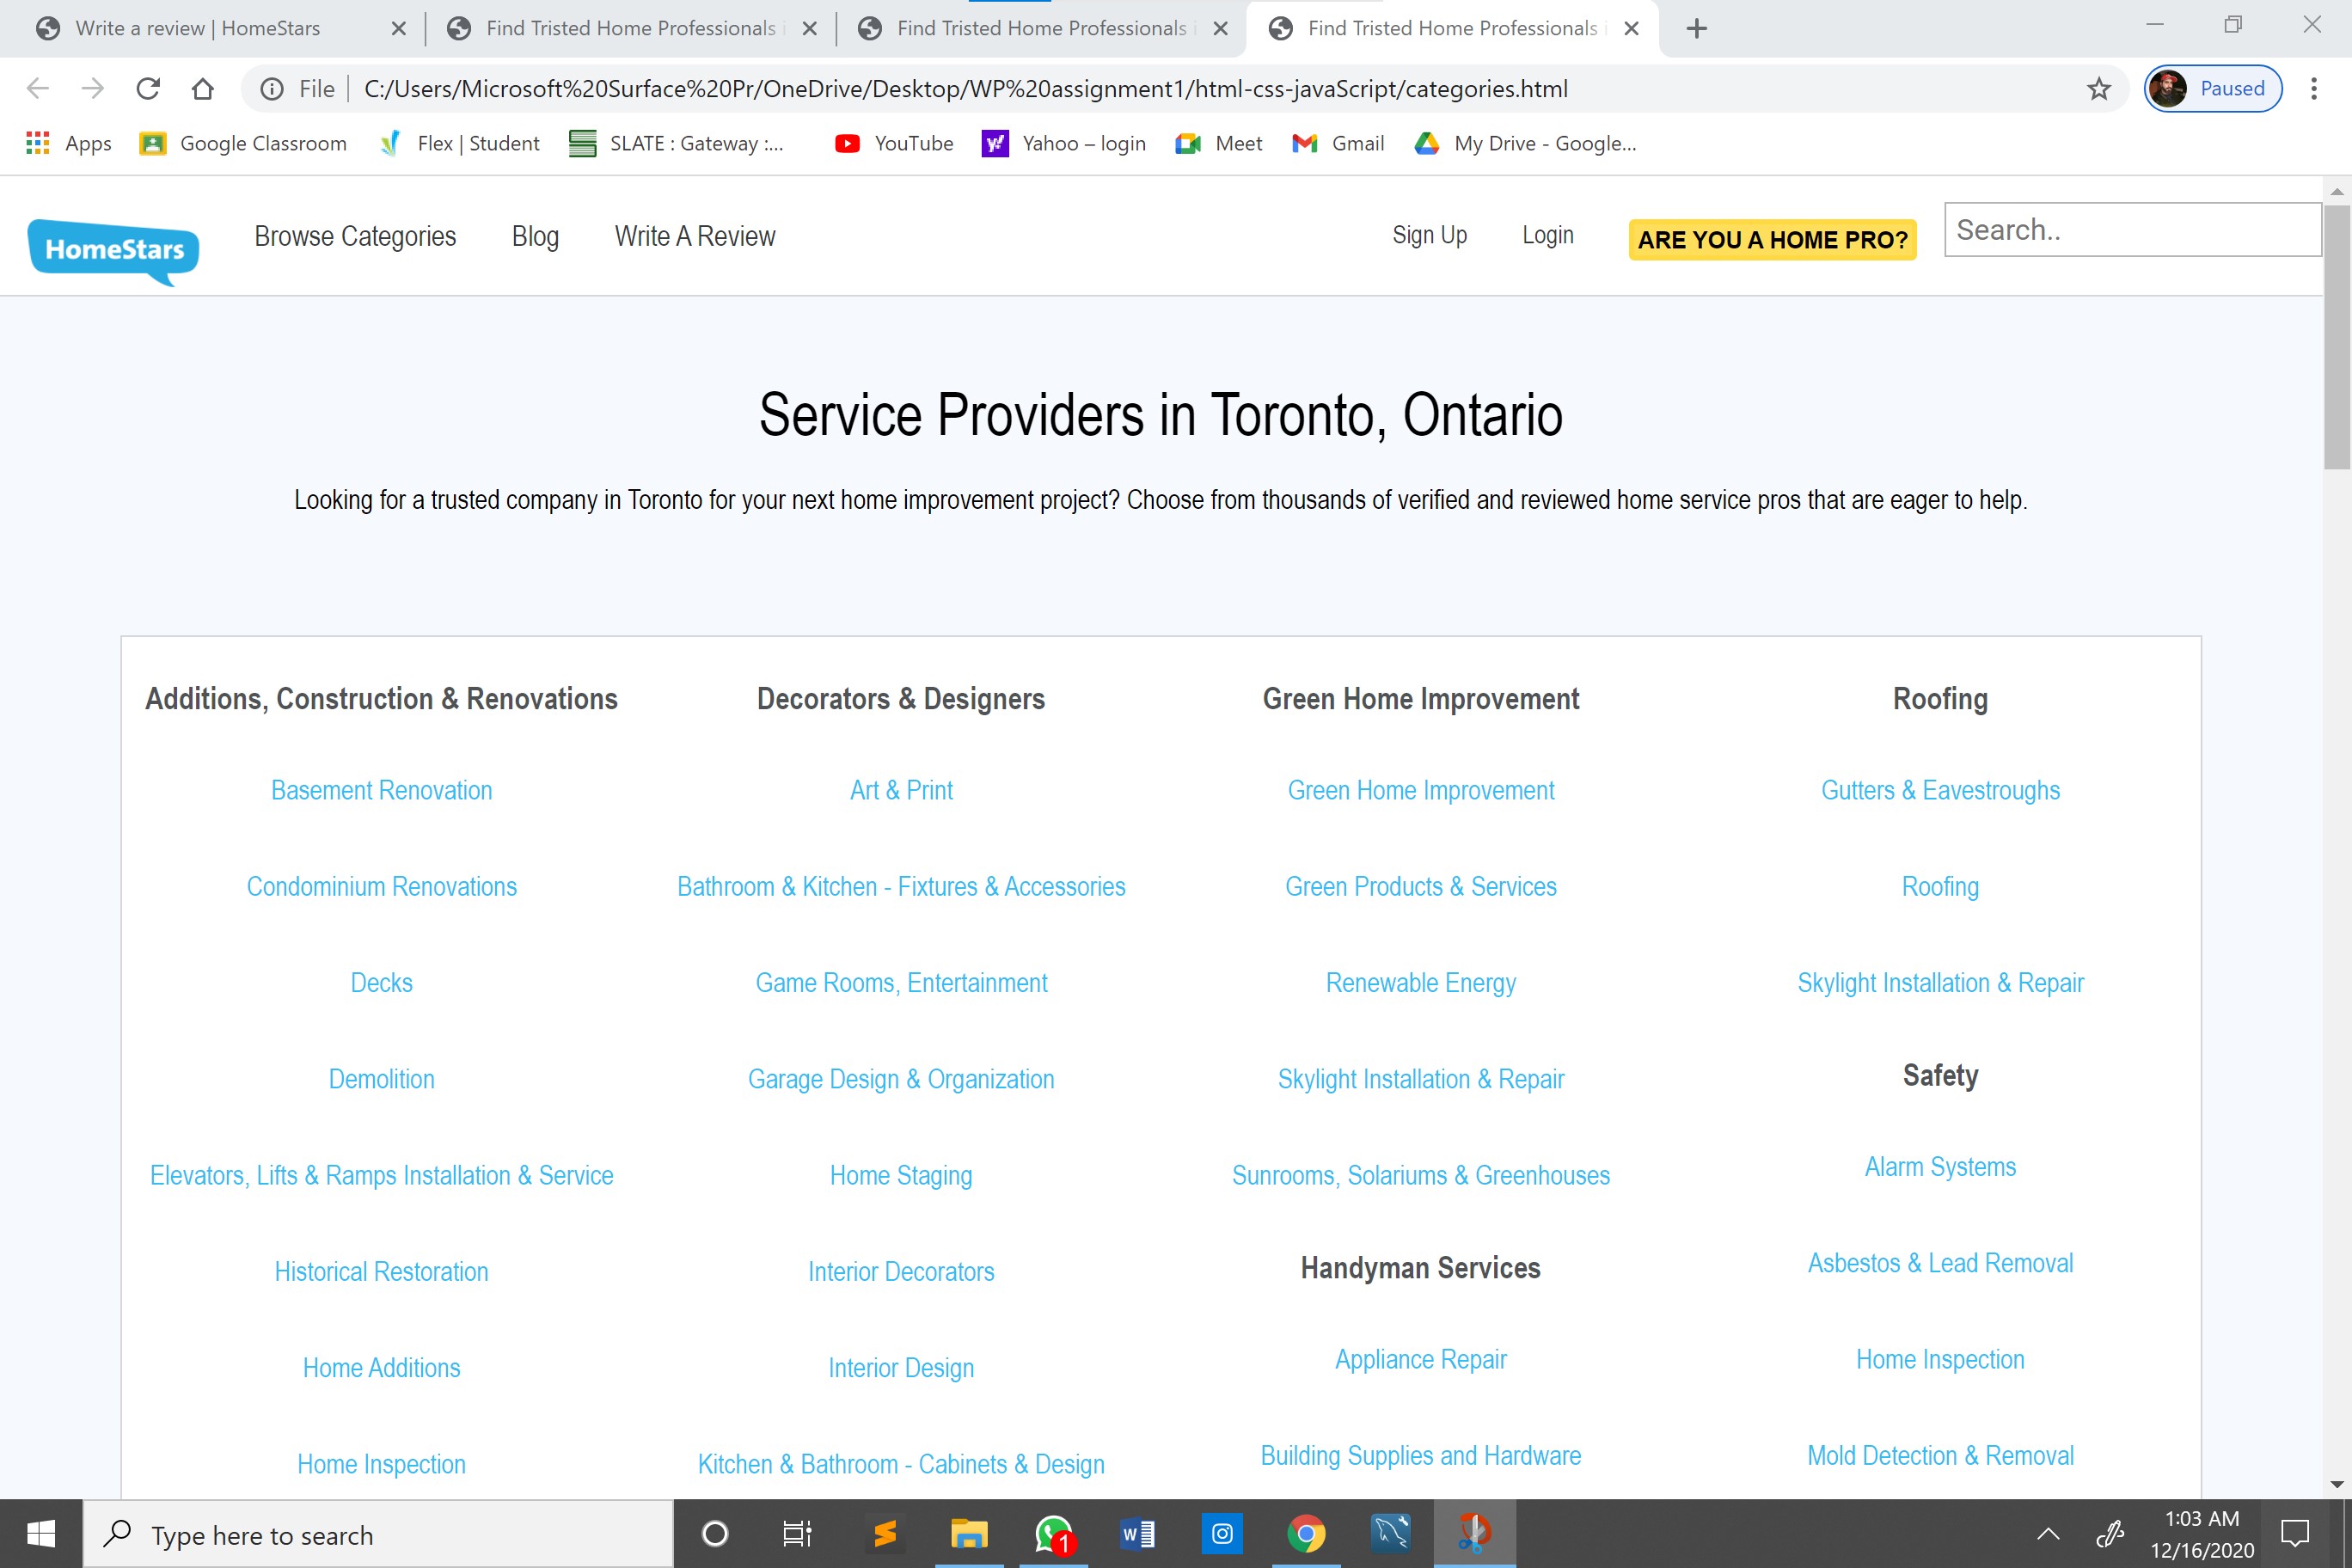 Write a review | HomeStars
Find Tristed Home Professionals
Find Tristed Home Professionals
Find Tristed Home Professionals
File
C:/Users/Microsoft%20Surface%20Pr/OneDrive/Desktop/WP%20assignment1/html-css-javaScript/categories.html
Paused
Apps
Google Classroom
Flex | Student
SLATE : Gateway :...
YouTube
Yahoo – login
Meet
Gmail
My Drive - Google...
HomeStars
Browse Categories
Blog
Write A Review
Sign Up
Login
ARE YOU A HOME PRO?
Search..
Service Providers in Toronto, Ontario
Looking for a trusted company in Toronto for your next home improvement project? Choose from thousands of verified and reviewed home service pros that are eager to help.
Additions, Construction & Renovations
Basement Renovation
Condominium Renovations
Decks
Demolition
Elevators, Lifts & Ramps Installation & Service
Historical Restoration
Home Additions
Home Inspection
Decorators & Designers
Art & Print
Bathroom & Kitchen - Fixtures & Accessories
Game Rooms, Entertainment
Garage Design & Organization
Home Staging
Interior Decorators
Interior Design
Kitchen & Bathroom - Cabinets & Design
Green Home Improvement
Green Home Improvement
Green Products & Services
Renewable Energy
Skylight Installation & Repair
Sunrooms, Solariums & Greenhouses
Handyman Services
Appliance Repair
Building Supplies and Hardware
Roofing
Gutters & Eavestroughs
Roofing
Skylight Installation & Repair
Safety
Alarm Systems
Asbestos & Lead Removal
Home Inspection
Mold Detection & Removal
Type here to search
1
1:03 AM
12/16/2020